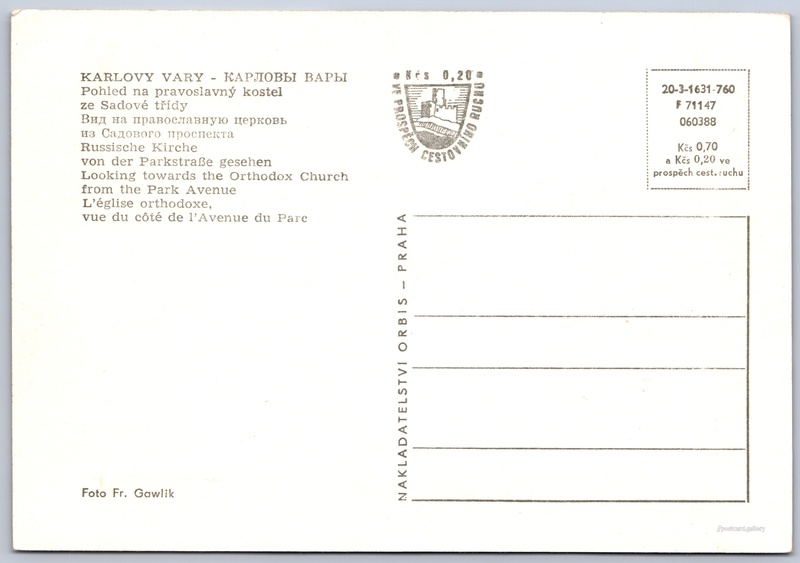 KARLOVY VARY - КАРЛОВЫ ВАРЫ
Pohled na pravoslavný kostel
ze Sadové třídy
Вид на православную церковь
из Садового проспекта
Russische Kirche
von der Parkstraße gesehen
Looking towards the Orthodox Church
from the Park Avenue
L'église orthodoxe,
vue du côté de l'Avenue du Parc
Foto Fr. Gawlik
Kčs 0,20
VE PROSPĚCH CESTOVNÍHO RUCHU
NAKLADATELSTVI ORBIS — PRAHA
20-3-1631-760
F 71147
060388
Kčs 0,70
a Kčs 0,20 ve
prospěch cest. ruchu
//postcard.gallery